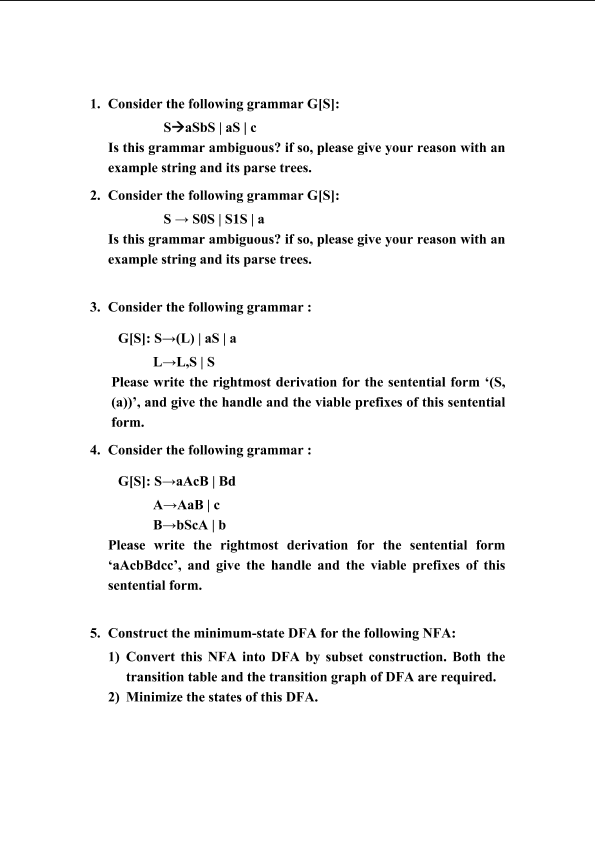 1. Consider the following grammar G[S]:
S→aSbS | aS | c
Is this grammar ambiguous? if so, please give your reason with an
example string and its parse trees.
2. Consider the following grammar G[S]:
S → S0S | S1S | a
Is this grammar ambiguous? if so, please give your reason with an
example string and its parse trees.
3. Consider the following grammar :
G[S]: S→(L) | aS | a
L→L,S | S
Please write the rightmost derivation for the sentential form ‘(S,
(a))’, and give the handle and the viable prefixes of this sentential
form.
4. Consider the following grammar :
G[S]: S→aAcB | Bd
A→AaB | c
B→bScA | b
Please write the rightmost derivation for the sentential form
‘aAcbBdcc’, and give the handle and the viable prefixes of this
sentential form.
5. Construct the minimum-state DFA for the following NFA:
1) Convert this NFA into DFA by subset construction. Both the
transition table and the transition graph of DFA are required.
2) Minimize the states of this DFA.